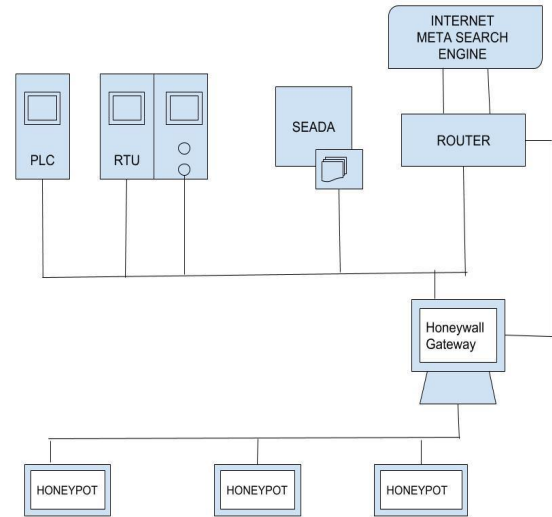 INTERNET
META SEARCH
ENGINE
PLC
RTU
SEADA
ROUTER
Honeywall
Gateway
HONEYPOT
HONEYPOT
HONEYPOT